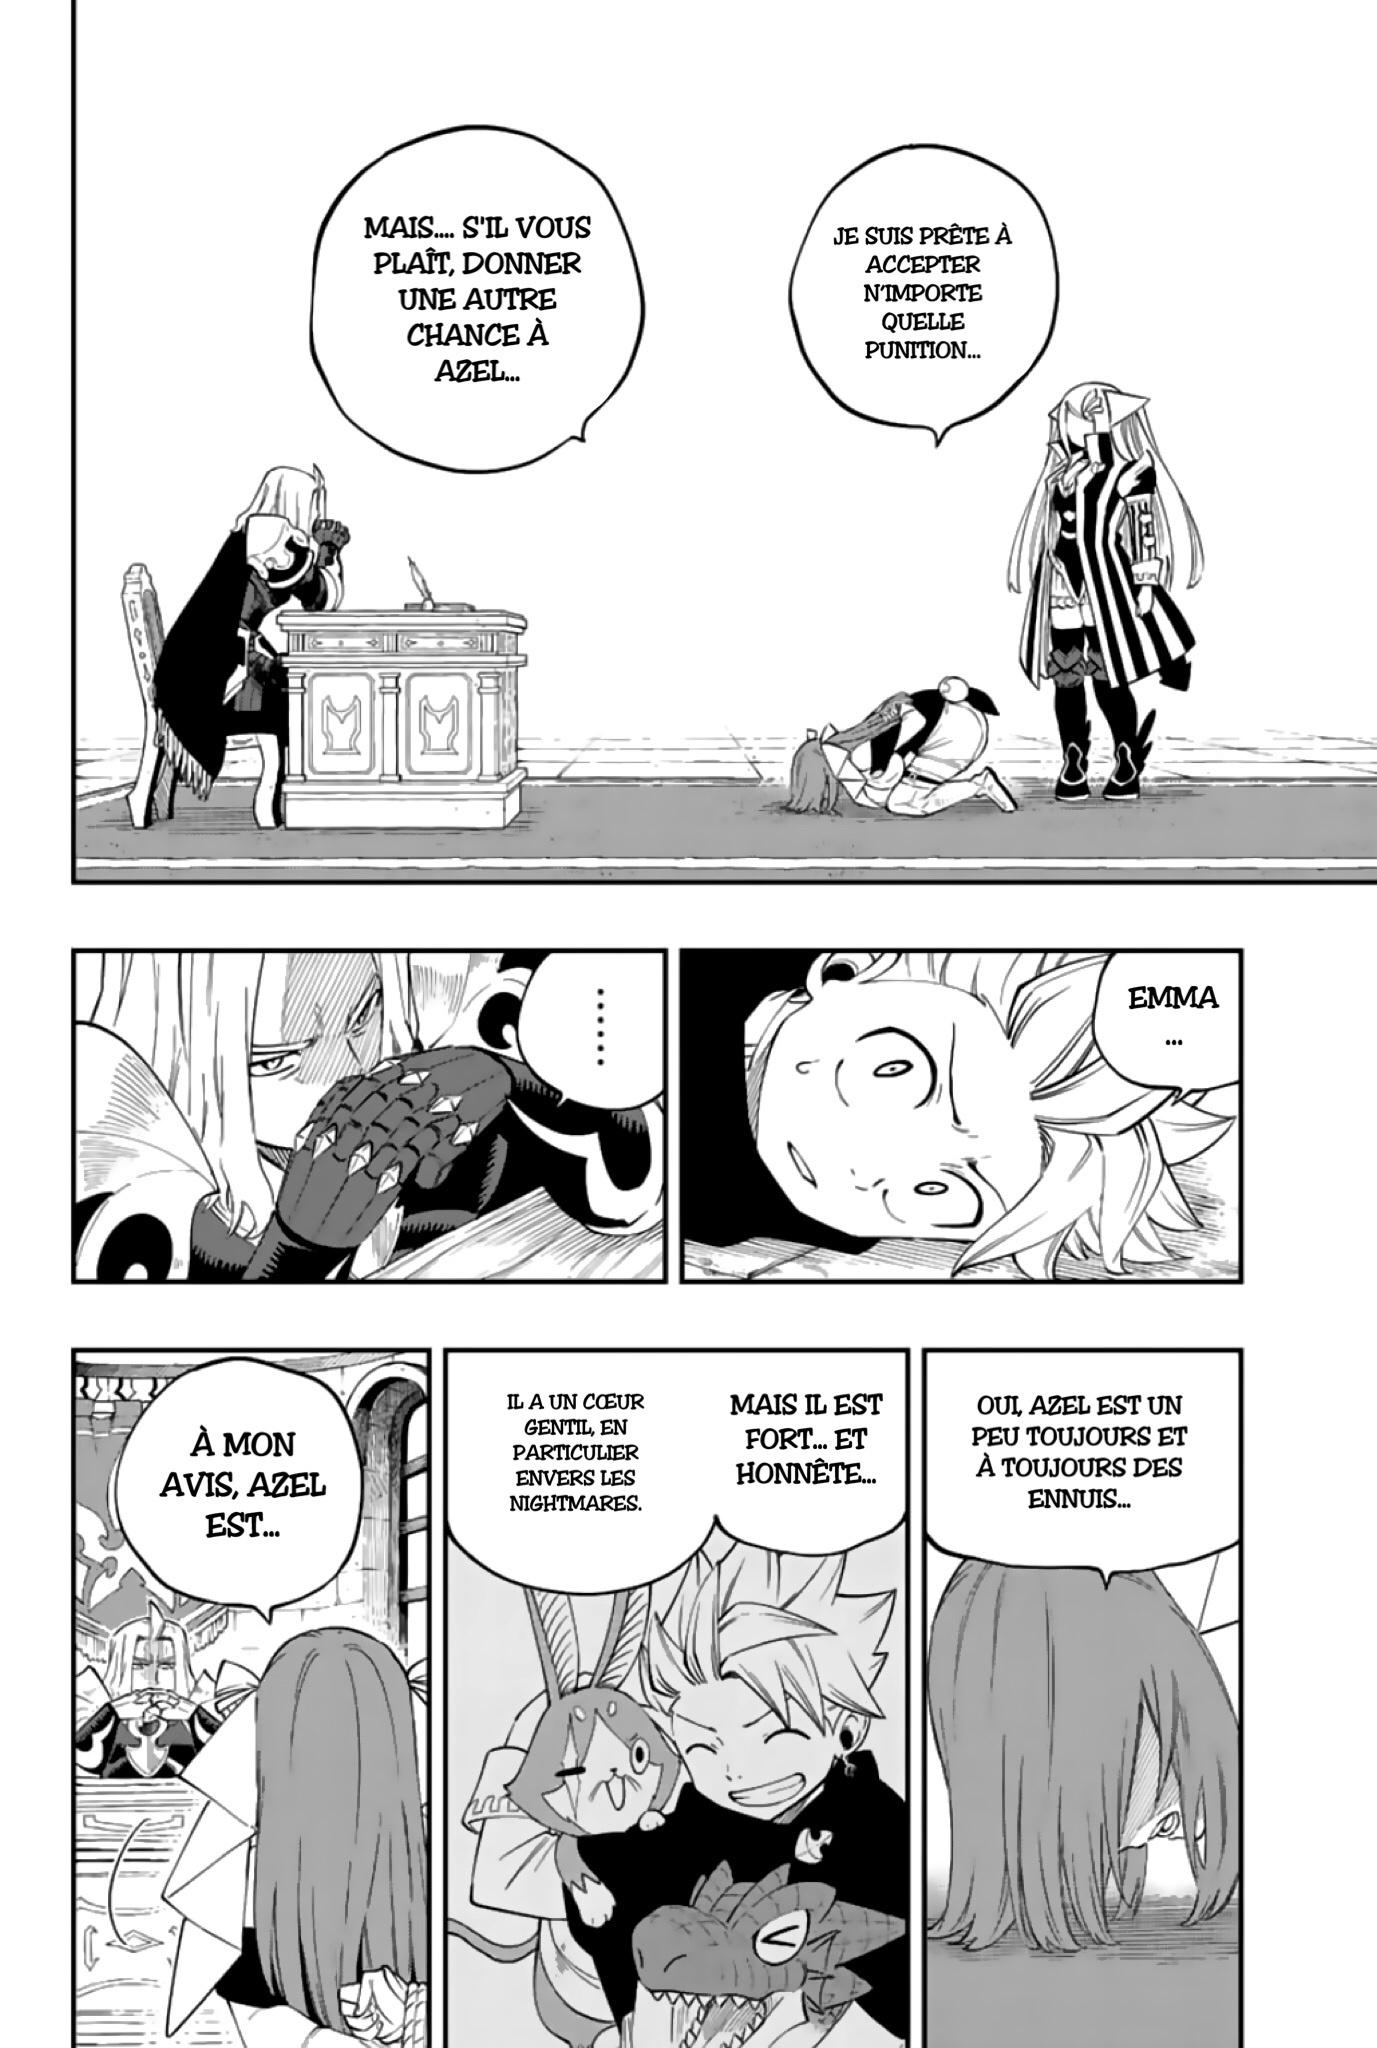 JE SUIS PRÊTE À
ACCEPTER
N'IMPORTE
QUELLE
PUNITION...
MAIS.... S'IL VOUS
PLAÎT, DONNER
UNE AUTRE
CHANCE À
AZEL...
EMMA
...
.......
OUI, AZEL EST UN
PEU TOUJOURS ET
À TOUJOURS DES
ENNUIS...
MAIS IL EST
FORT... ET
HONNÊTE...
IL A UN CŒUR
GENTIL, EN
PARTICULIER
ENVERS LES
NIGHTMARES.
À MON
AVIS, AZEL
EST...